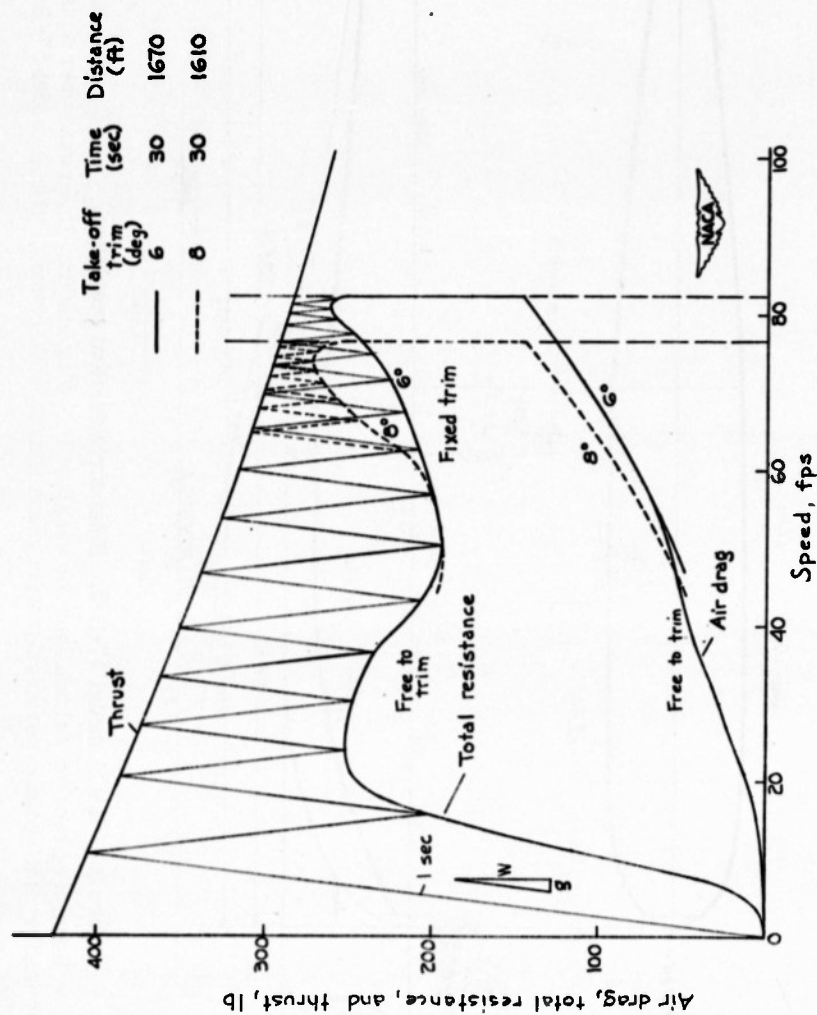 Take-off trim (deg) Time (sec) Distance (ft)
6 30 1670
8 30 1610
Thrust
Free to trim
Total resistance
Fixed trim
8°
6°
1 sec
W
g
8°
6°
Free to trim
Air drag
NACA
400
300
200
100
0
20
40
60
80
100
Speed, fps
Air drag, total resistance, and thrust, lb